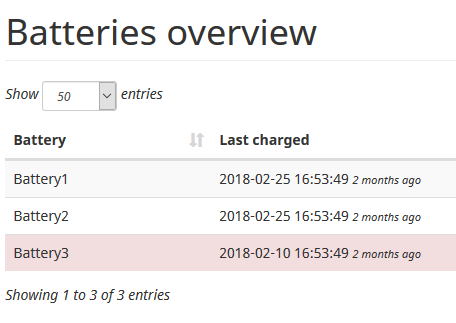 Batteries overview
Show 50 entries
Battery Last charged
Battery1 2018-02-25 16:53:49 2 months ago
Battery2 2018-02-25 16:53:49 2 months ago
Battery3 2018-02-10 16:53:49 2 months ago
Showing 1 to 3 of 3 entries